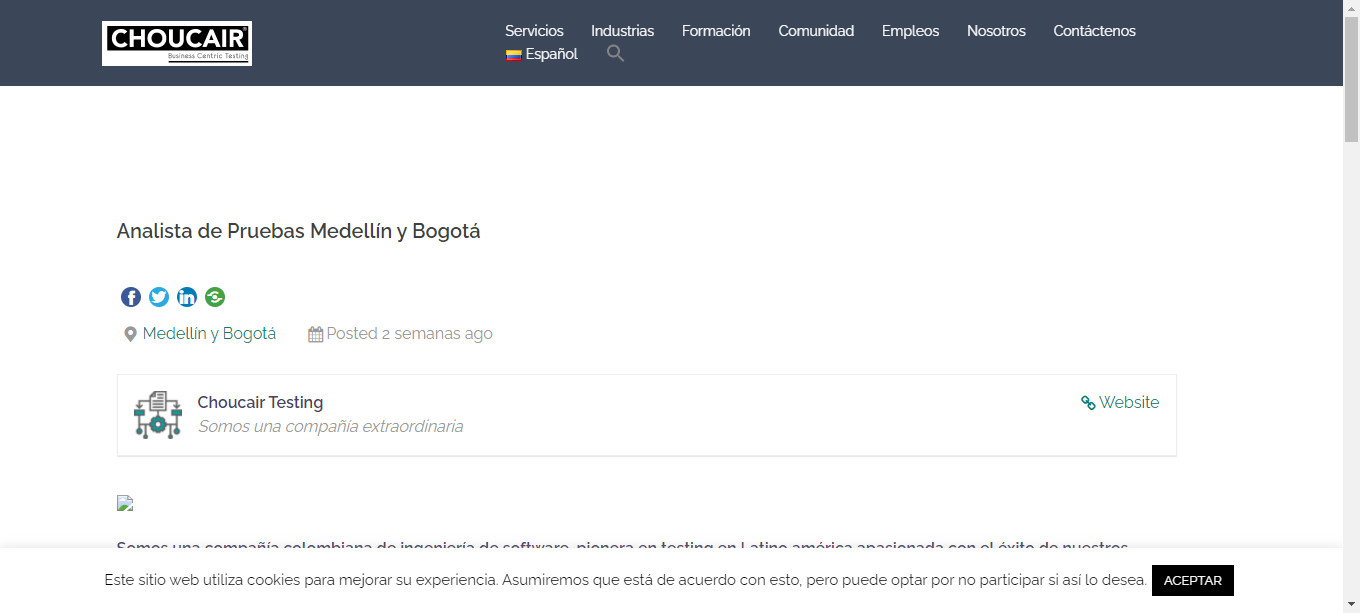 CHOUCAIR
Business Centric Testing
Servicios Industrias Formación Comunidad Empleos Nosotros Contáctenos
Español
Analista de Pruebas Medellín y Bogotá
Medellín y Bogotá Posted 2 semanas ago
Choucair Testing
Website
Somos una compañía extraordinaria
Somos una compañía colombiana de ingeniería de software, pionera en testing en Latino américa apasionada con el éxito de nuestros
Este sitio web utiliza cookies para mejorar su experiencia. Asumiremos que está de acuerdo con esto, pero puede optar por no participar si así lo desea. ACEPTAR